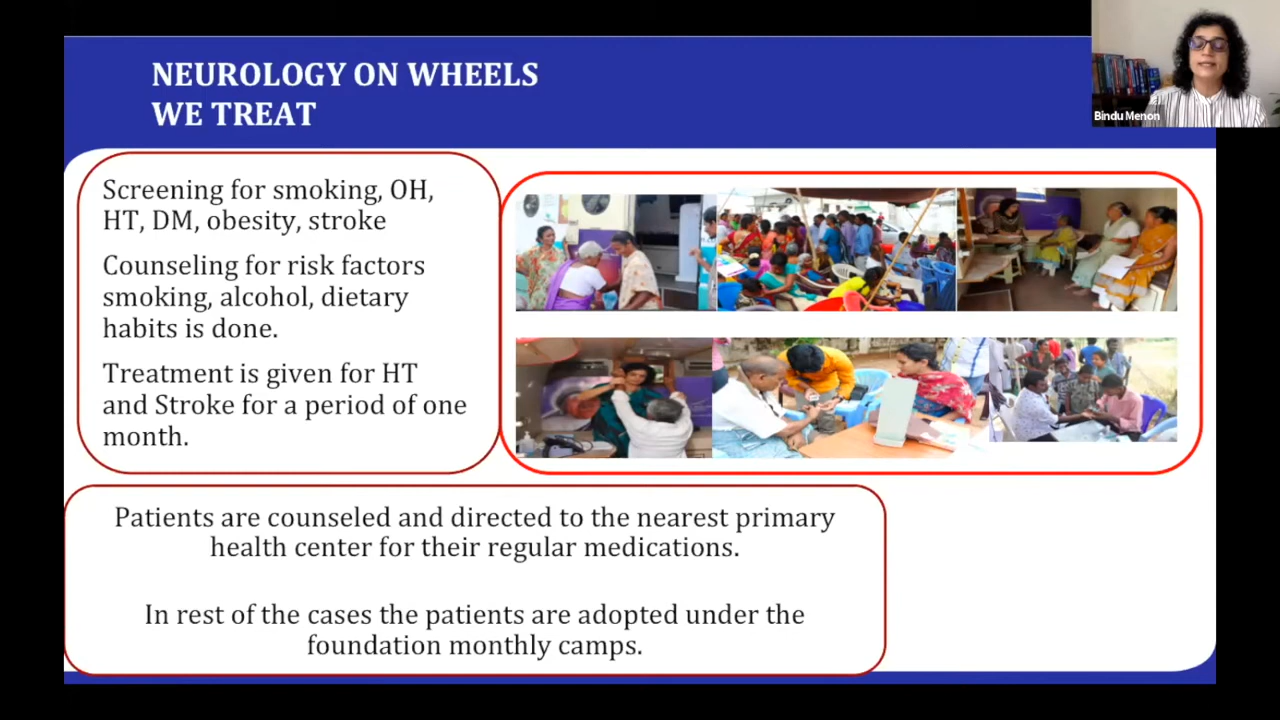 NEUROLOGY ON WHEELS
WE TREAT
Bindu Menon
Screening for smoking, OH,
HT, DM, obesity, stroke
Counseling for risk factors
smoking, alcohol, dietary
habits is done.
Treatment is given for HT
and Stroke for a period of one
month.
Patients are counseled and directed to the nearest primary
health center for their regular medications.
In rest of the cases the patients are adopted under the
foundation monthly camps.